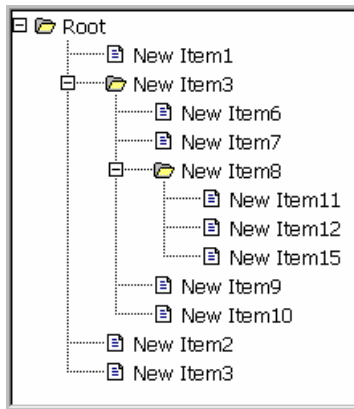 Root
New Item1
New Item3
New Item6
New Item7
New Item8
New Item11
New Item12
New Item15
New Item9
New Item10
New Item2
New Item3